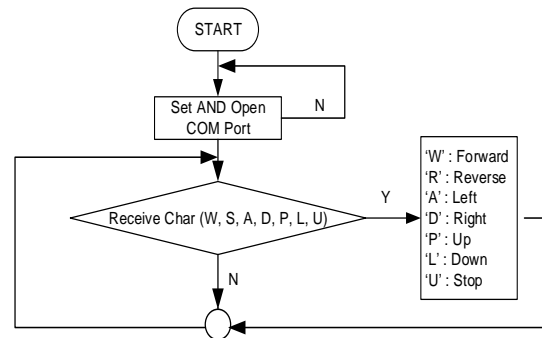 START
Set AND Open
COM Port
N
Receive Char (W, S, A, D, P, L, U)
Y
N
‘W’ : Forward
‘R’ : Reverse
‘A’ : Left
‘D’ : Right
‘P’ : Up
‘L’ : Down
‘U’ : Stop